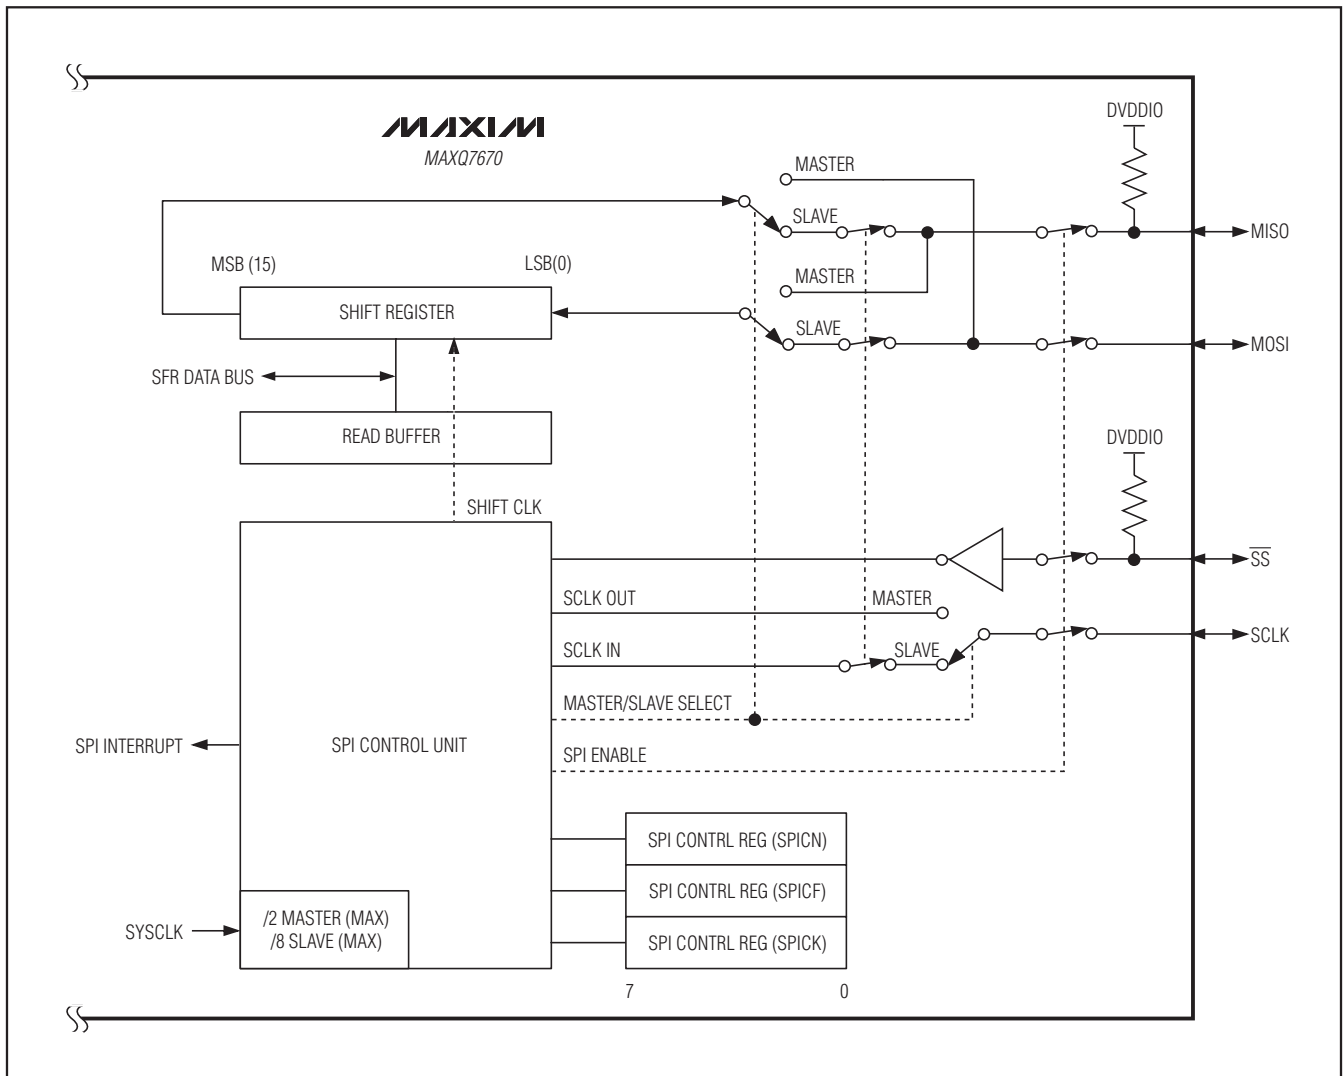 DVDDIO
MAXIM
MAXQ7670
MASTER
SLAVE
MISO
MSB (15)
LSB(0)
MASTER
SHIFT REGISTER
SLAVE
MOSI
SFR DATA BUS
READ BUFFER
DVDDIO
SHIFT CLK
SS
SCLK OUT
MASTER
SCLK IN
SLAVE
SCLK
MASTER/SLAVE SELECT
SPI INTERRUPT
SPI CONTROL UNIT
SPI ENABLE
SPI CONTRL REG (SPICN)
SPI CONTRL REG (SPICF)
SYSCLK
/2 MASTER (MAX)
/8 SLAVE (MAX)
SPI CONTRL REG (SPICK)
7
0